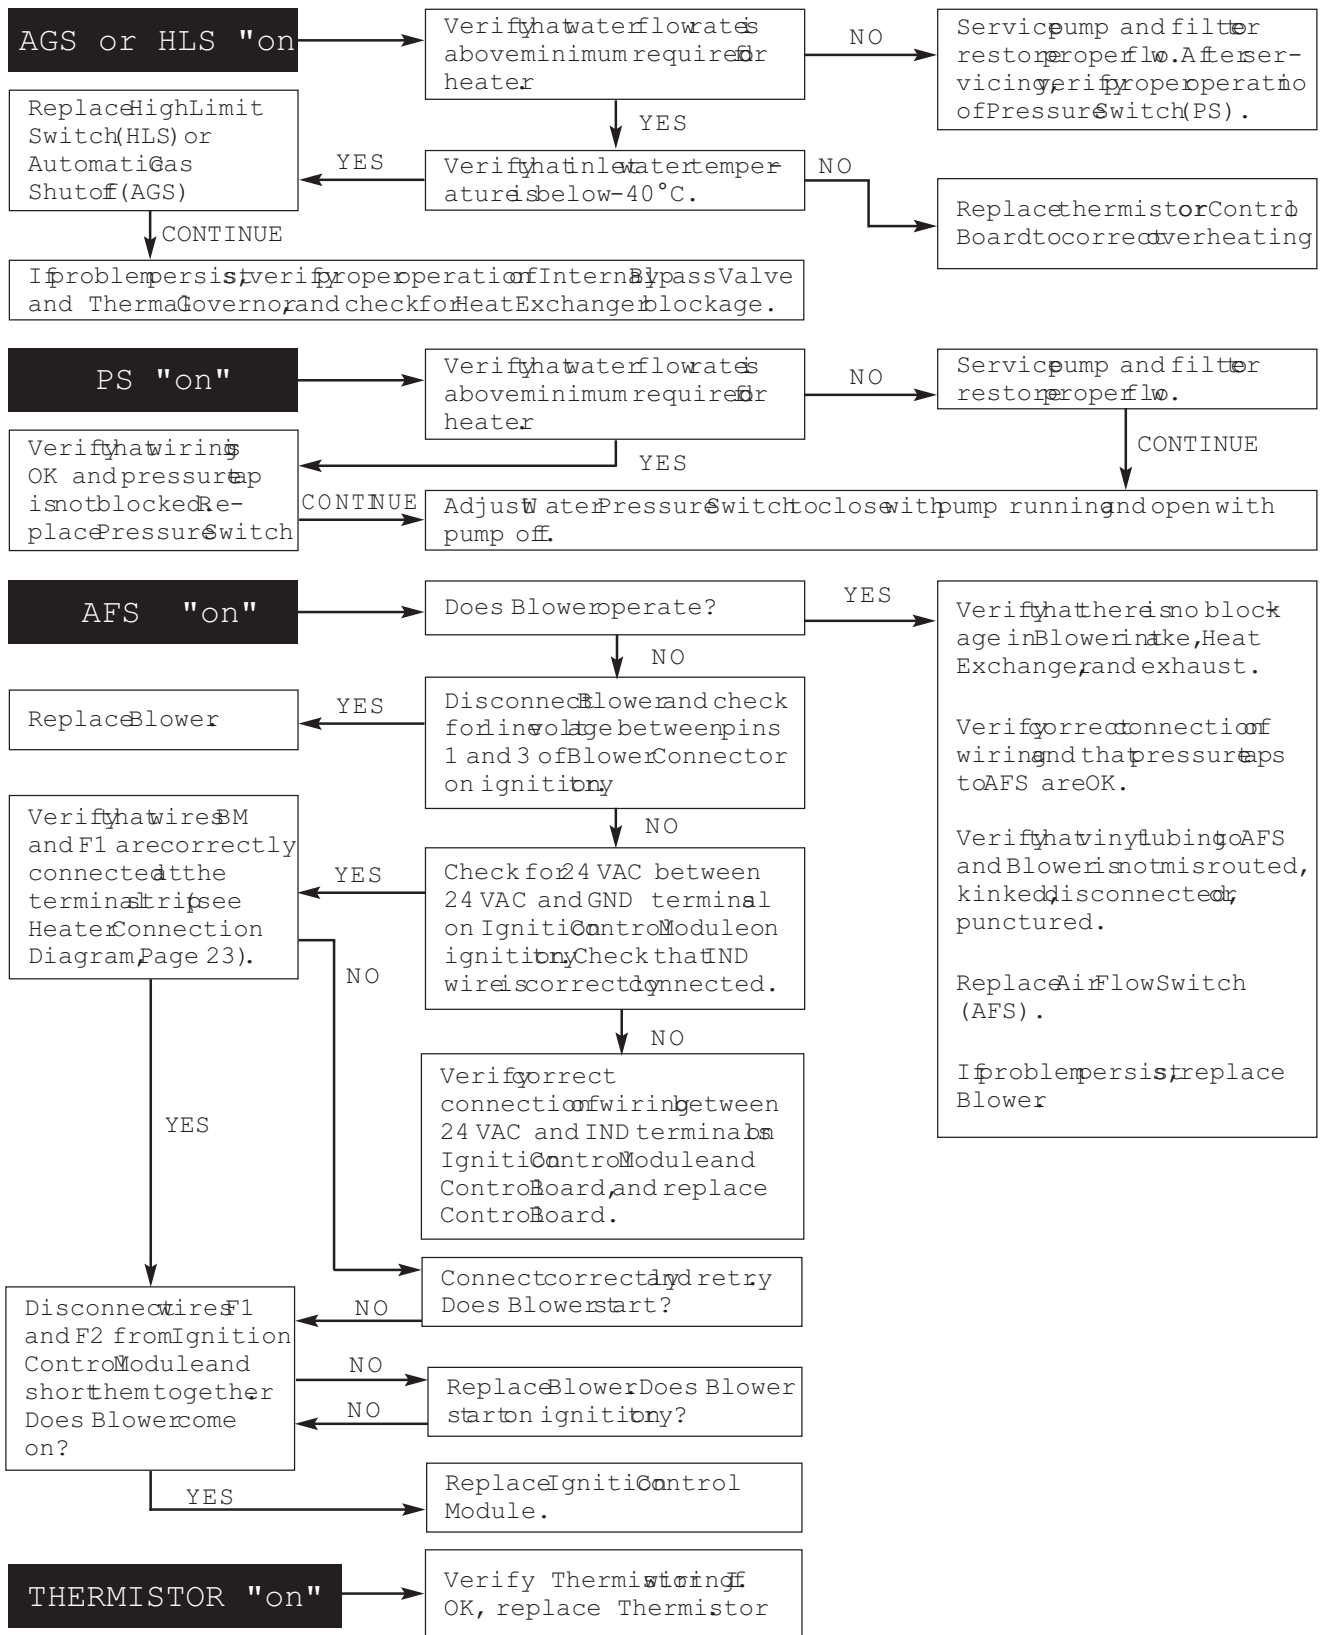 AGS or HLS "on
Verify that water flow rate is
above minimum required for
heater.
NO
Service pump and filter to
restore proper flow. After ser-
vicing, verify proper operation
of Pressure Switch (PS).
YES
Replace High Limit
Switch (HLS) or
Automatic Gas
Shutoff (AGS)
YES
Verify that inlet water temper-
ature is below -40°C.
NO
Replace thermistor or Control
Board to correct overheating
CONTINUE
If problem persists, verify proper operation of Internal Bypass Valve
and Thermal Governor, and check for Heat Exchanger blockage.
PS "on"
Verify that water flow rate is
above minimum required for
heater.
NO
Service pump and filter to
restore proper flow.
YES
CONTINUE
Verify that wiring is
OK and pressure tap
is not blocked. Re-
place Pressure Switch
CONTINUE
Adjust Water Pressure Switch to close with pump running and open with
pump off.
AFS "on"
Does Blower operate?
YES
Verify that there is no block-
age in Blower intake, Heat
Exchanger, and exhaust.
Verify correct connection of
wiring and that pressure taps
to AFS are OK.
Verify that vinyl tubing to AFS
and Blower is not misrouted,
kinked, disconnected, or
punctured.
Replace Air Flow Switch
(AFS).
If problem persists, replace
Blower.
NO
Replace Blower.
YES
Disconnect Blower and check
for line voltage between pins
1 and 3 of Blower Connector
on ignition try.
NO
Verify that wires BM
and F1 are correctly
connected at the
terminal strip (see
Heater Connection
Diagram, Page 23).
YES
Check for 24 VAC between
24 VAC and GND terminals
on Ignition Control Module on
ignition try. Check that IND
wire is correctly connected.
NO
NO
Verify correct
connection of wiring between
24 VAC and IND terminals on
Ignition Control Module and
Control Board, and replace
Control Board.
YES
Connect correctly and retry.
Does Blower start?
NO
Disconnect wires F1
and F2 from Ignition
Control Module and
short them together.
Does Blower come
on?
NO
Replace Blower. Does Blower
start on ignition try?
NO
YES
Replace Ignition Control
Module.
THERMISTOR "on"
Verify Thermistor wiring. If
OK, replace Thermistor.